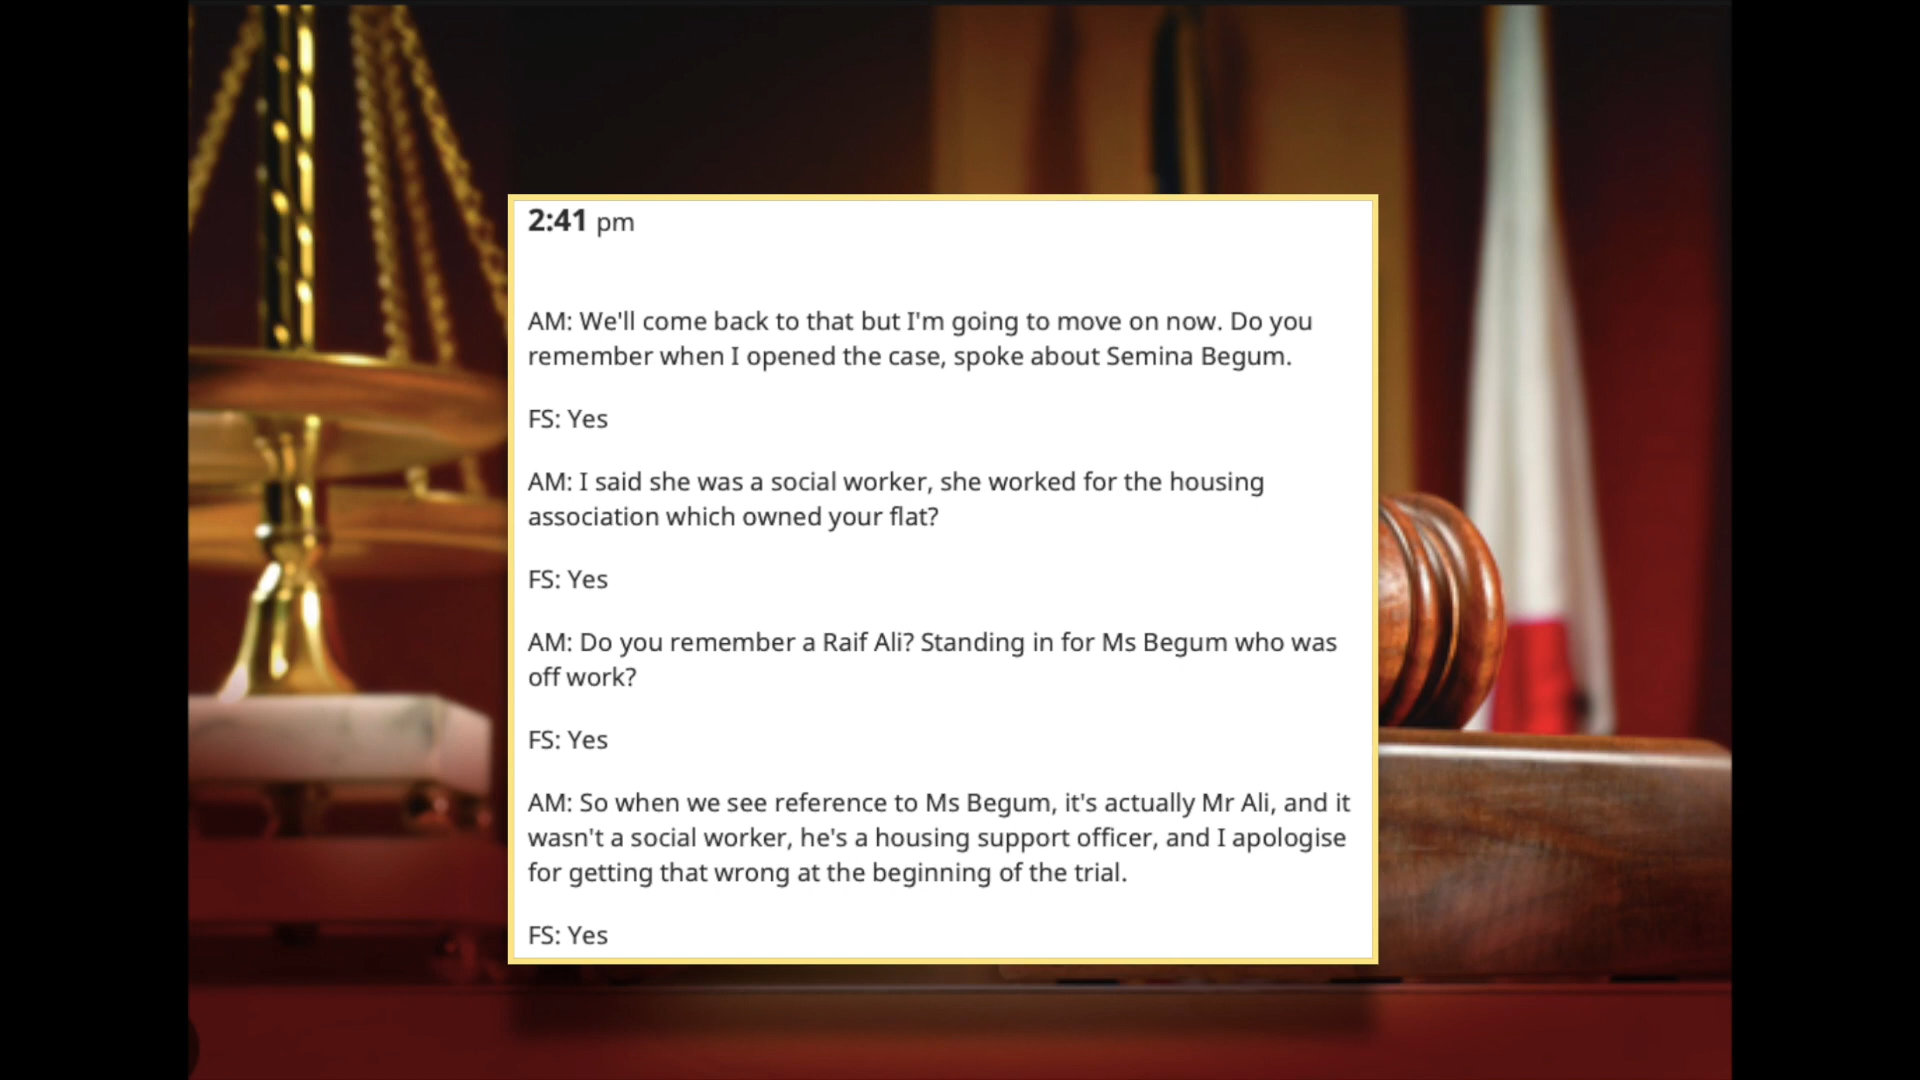 2:41 pm
AM: We'll come back to that but I'm going to move on now. Do you
remember when I opened the case, spoke about Semina Begum.
FS: Yes
AM: I said she was a social worker, she worked for the housing
association which owned your flat?
FS: Yes
AM: Do you remember a Raif Ali? Standing in for Ms Begum who was
off work?
FS: Yes
AM: So when we see reference to Ms Begum, it's actually Mr Ali, and it
wasn't a social worker, he's a housing support officer, and I apologise
for getting that wrong at the beginning of the trial.
FS: Yes